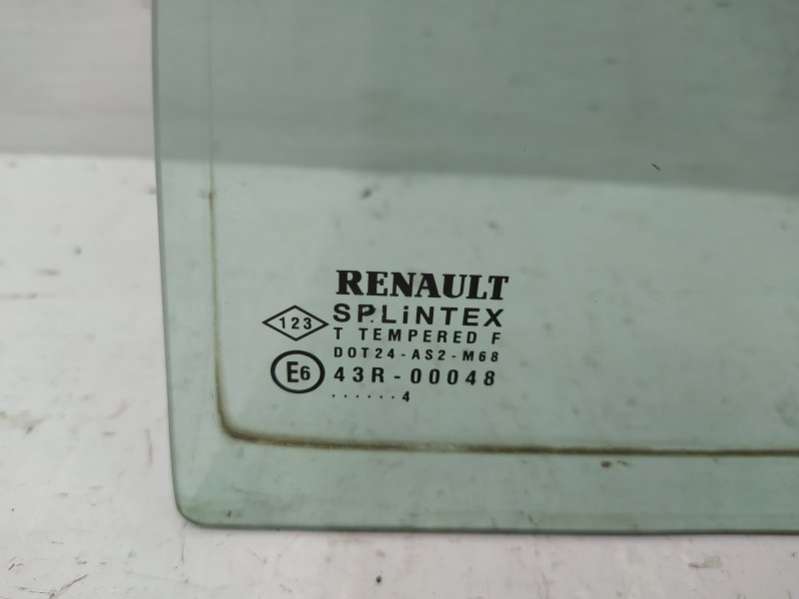 RENAULT
SPLiNTEX
123
T TEMPERED F
DOT24-AS2-M68
E6 43R-00048
......4